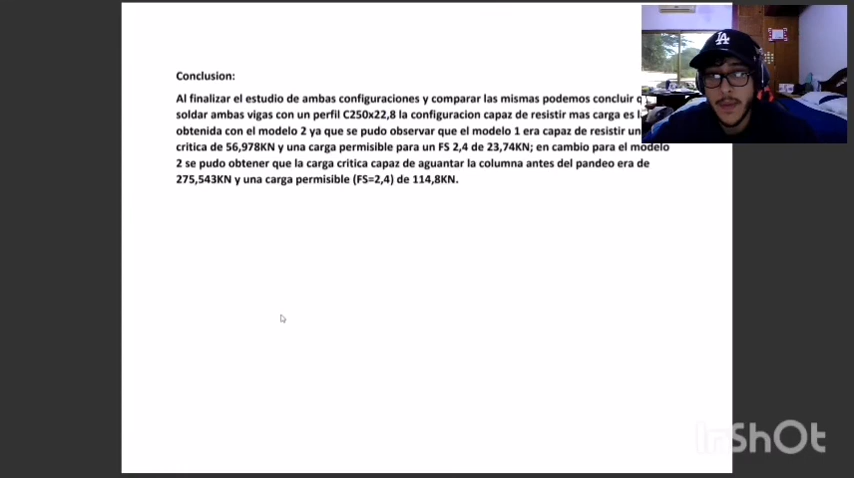 Conclusion:
Al finalizar el estudio de ambas configuraciones y comparar las mismas podemos concluir
soldar ambas vigas con un perfil C250x22,8 la configuracion capaz de resistir mas carga es
obtenida con el modelo 2 ya que se pudo observar que el modelo 1 era capaz de resistir
critica de 56,978KN y una carga permisible para un FS 2,4 de 23,74KN; en cambio para el modelo
2 se pudo obtener que la carga critica capaz de aguantar la columna antes del pandeo era de
275,543KN y una carga permisible (FS=2,4) de 114,8KN.
LA
IrShOt